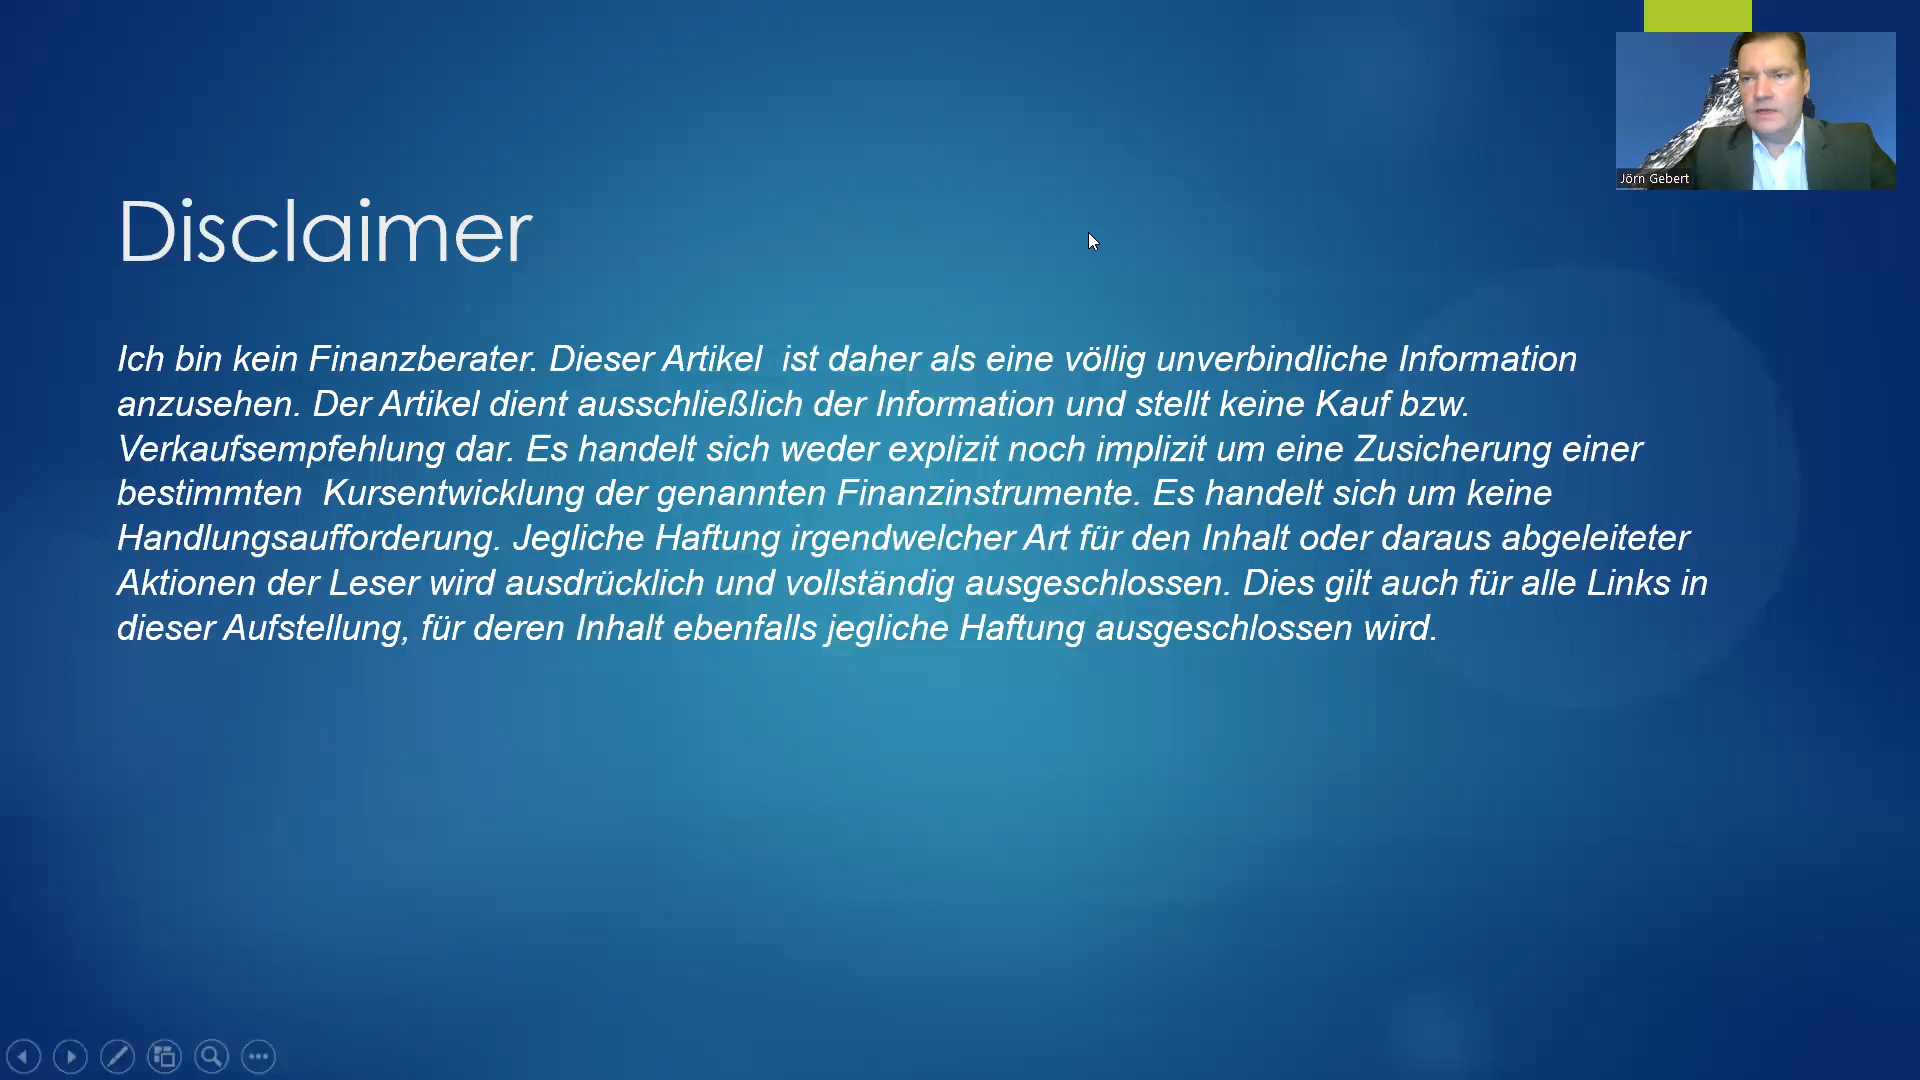 Jörn Gebert
Disclaimer
Ich bin kein Finanzberater. Dieser Artikel  ist daher als eine völlig unverbindliche Information
anzusehen. Der Artikel dient ausschließlich der Information und stellt keine Kauf bzw.
Verkaufsempfehlung dar. Es handelt sich weder explizit noch implizit um eine Zusicherung einer
bestimmten  Kursentwicklung der genannten Finanzinstrumente. Es handelt sich um keine
Handlungsaufforderung. Jegliche Haftung irgendwelcher Art für den Inhalt oder daraus abgeleiteter
Aktionen der Leser wird ausdrücklich und vollständig ausgeschlossen. Dies gilt auch für alle Links in
dieser Aufstellung, für deren Inhalt ebenfalls jegliche Haftung ausgeschlossen wird.